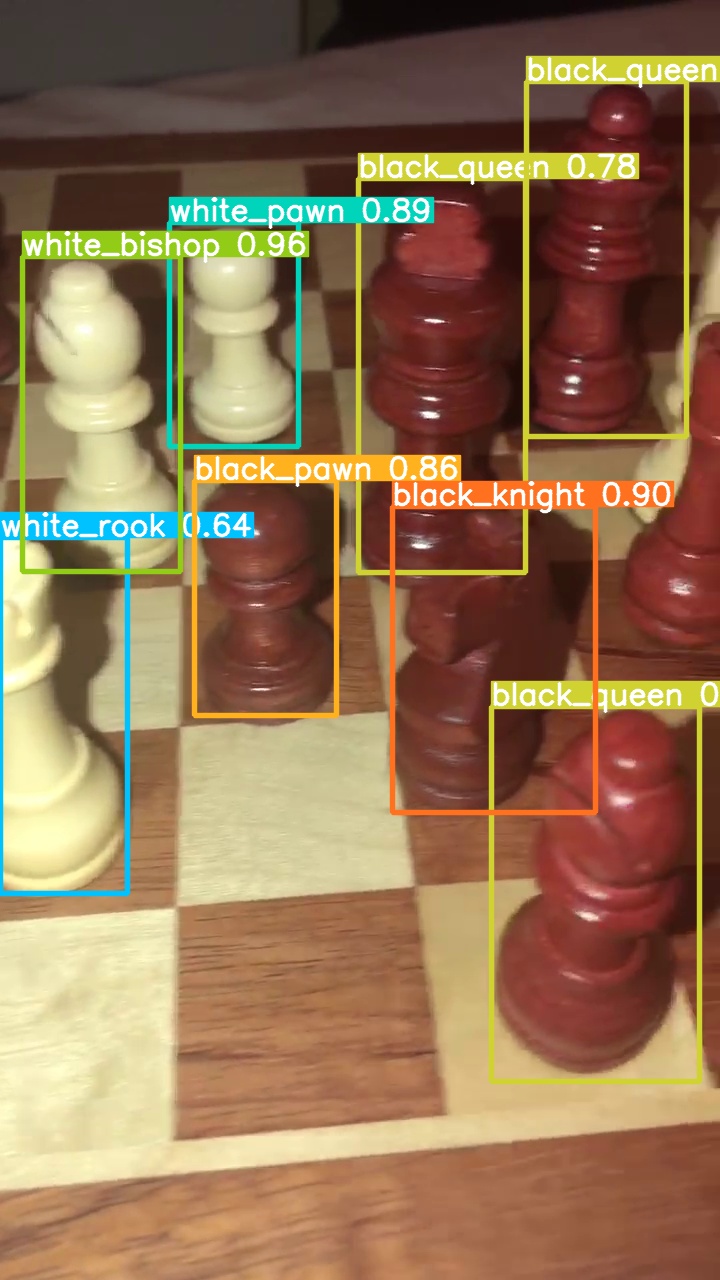 black_queen
black_queen 0.78
white_pawn 0.89
white_bishop 0.96
black_pawn 0.86
black_knight 0.90
white_rook 0.64
black_queen 0